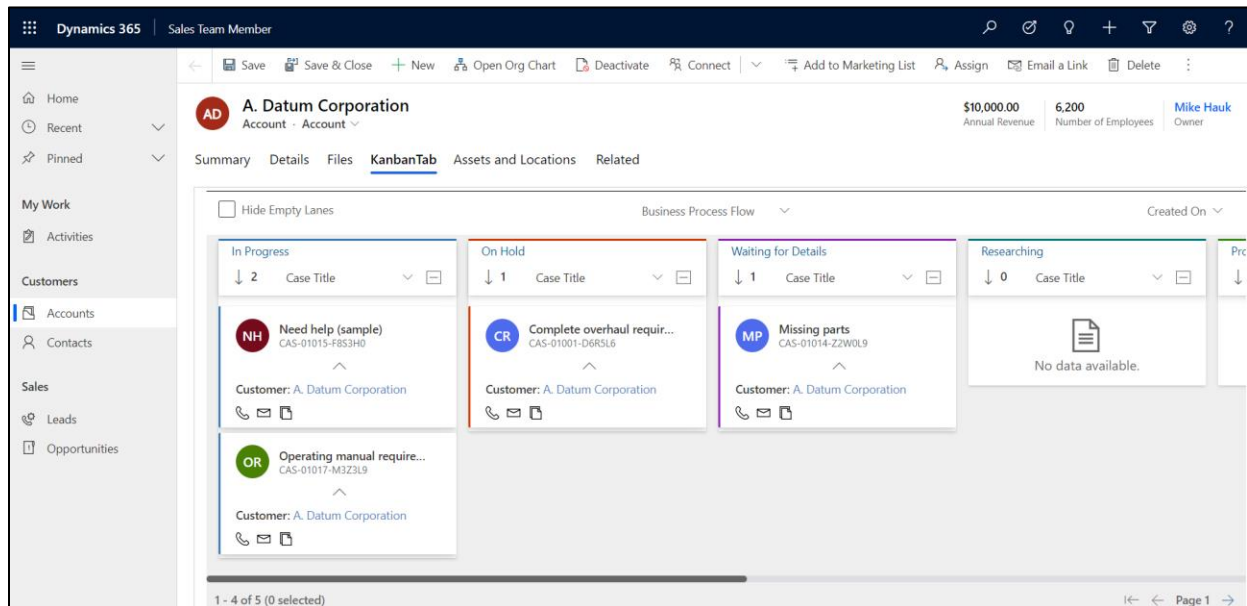 Dynamics 365 Sales Team Member ?
Save Save & Close New Open Org Chart Deactivate Connect Add to Marketing List Assign Email a Link Delete
Home
Recent
Pinned
My Work
Activities
Customers
Accounts
Contacts
Sales
Leads
Opportunities
AD A. Datum Corporation
Account · Account
$10,000.00 6,200 Mike Hauk
Annual Revenue Number of Employees Owner
Summary Details Files KanbanTab Assets and Locations Related
Hide Empty Lanes Business Process Flow Created On
In Progress
2 Case Title
NH Need help (sample)
CAS-01015-F8S3H0
Customer: A. Datum Corporation
OR Operating manual require...
CAS-01017-M3Z3L9
Customer: A. Datum Corporation
On Hold
1 Case Title
CR Complete overhaul requir...
CAS-01001-D6R5L6
Customer: A. Datum Corporation
Waiting for Details
1 Case Title
MP Missing parts
CAS-01014-Z2W0L9
Customer: A. Datum Corporation
Researching
0 Case Title
No data available.
1 - 4 of 5 (0 selected) Page 1